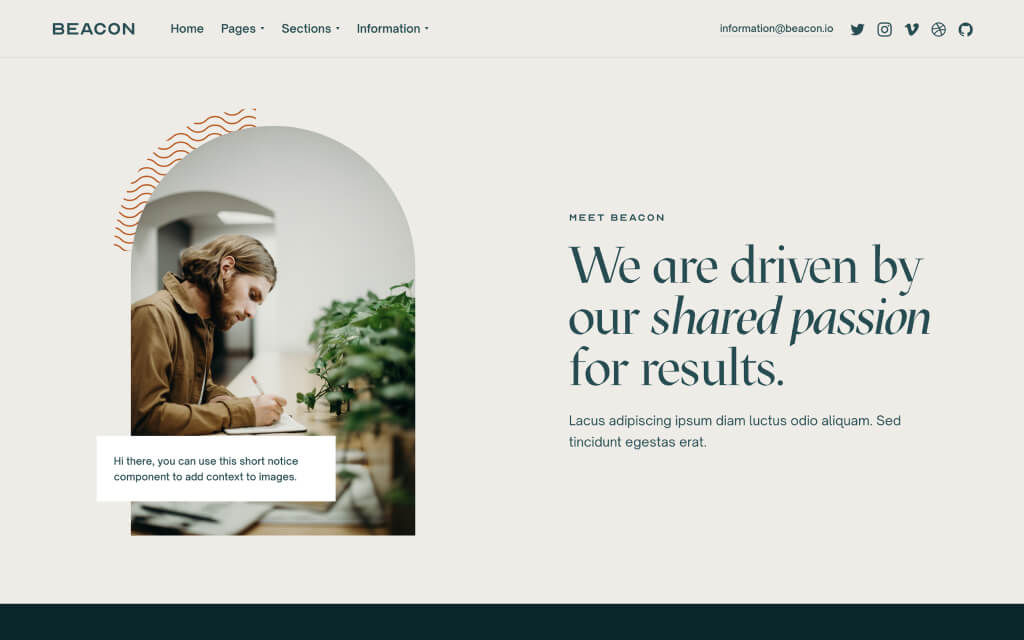 BEACON Home Pages Sections Information information@beacon.io
MEET BEACON
We are driven by
our shared passion
for results.
Lacus adipiscing ipsum diam luctus odio aliquam. Sed
tincidunt egestas erat.
Hi there, you can use this short notice
component to add context to images.